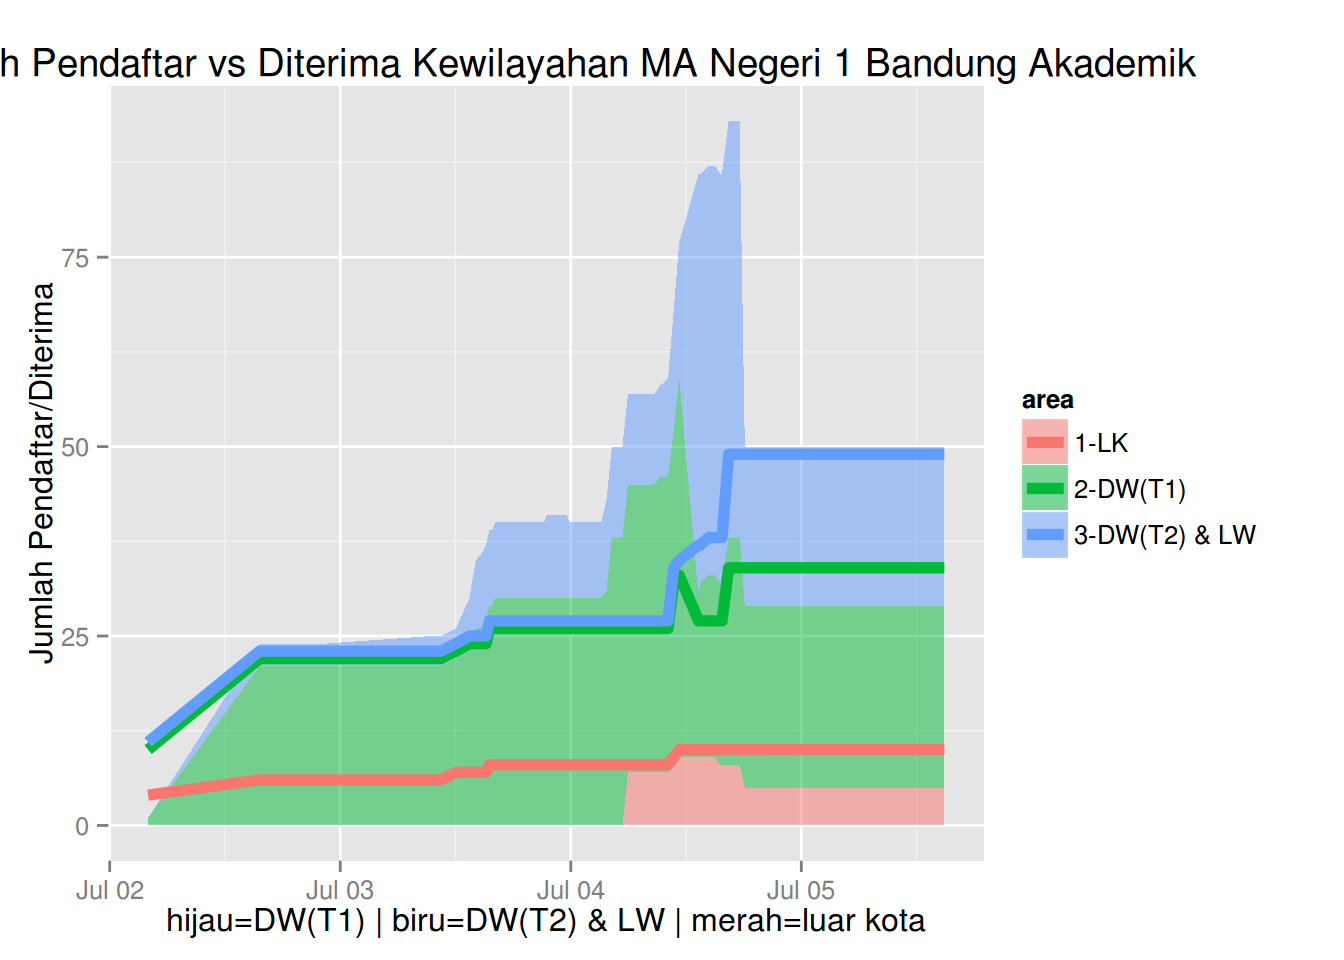 h Pendaftar vs Diterima Kewilayahan MA Negeri 1 Bandung Akademik
Jumlah Pendaftar/Diterima
75
50
25
0
Jul 02 Jul 03 Jul 04 Jul 05
hijau=DW(T1) | biru=DW(T2) & LW | merah=luar kota
area
1-LK
2-DW(T1)
3-DW(T2) & LW